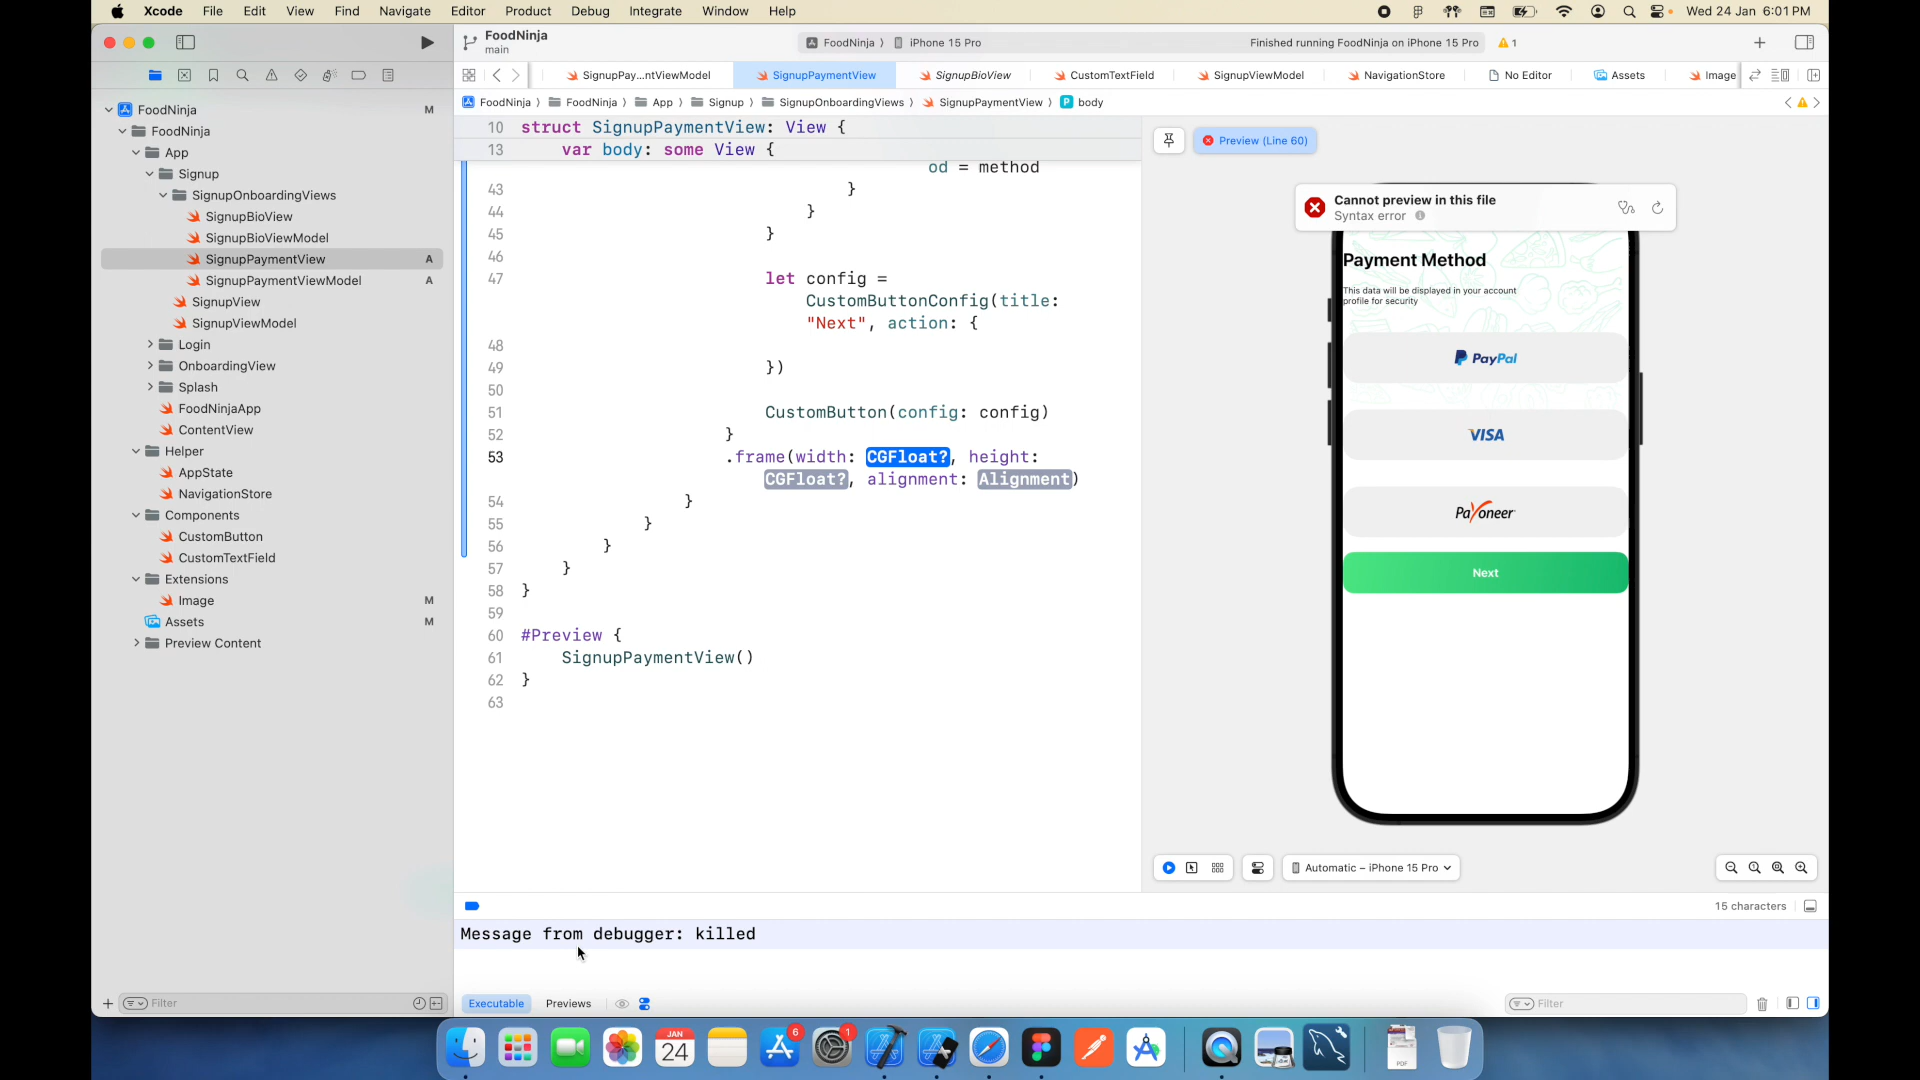 Xcode File Edit View Find Navigate Editor Product Debug Integrate Window Help Wed 24 Jan 6:01 PM
FoodNinja
main
FoodNinja ⟩ iPhone 15 Pro
Finished running FoodNinja on iPhone 15 Pro
1
SignupPay...ntViewModel SignupPaymentView SignupBioView CustomTextField SignupViewModel NavigationStore No Editor Assets Image
FoodNinja ⟩ FoodNinja ⟩ App ⟩ Signup ⟩ SignupOnboardingViews ⟩ SignupPaymentView ⟩ P body
FoodNinja M
FoodNinja
App
Signup
SignupOnboardingViews
SignupBioView
SignupBioViewModel
SignupPaymentView A
SignupPaymentViewModel A
SignupView
SignupViewModel
Login
OnboardingView
Splash
FoodNinjaApp
ContentView
Helper
AppState
NavigationStore
Components
CustomButton
CustomTextField
Extensions
Image M
Assets M
Preview Content
Filter
10 struct SignupPaymentView: View {
13 var body: some View {
od = method
43 }
44 }
45 }
46
47 let config =
CustomButtonConfig(title:
"Next", action: {
48
49 })
50
51 CustomButton(config: config)
52 }
53 .frame(width: CGFloat?, height:
CGFloat?, alignment: Alignment)
54 }
55 }
56 }
57 }
58 }
59
60 #Preview {
61 SignupPaymentView()
62 }
63
Preview (Line 60)
Cannot preview in this file
Syntax error
Payment Method
This data will be displayed in your account
profile for security
PayPal
VISA
Payoneer
Next
Automatic – iPhone 15 Pro
15 characters
Message from debugger: killed
Executable Previews
Filter
6
1
JAN
24
PDF